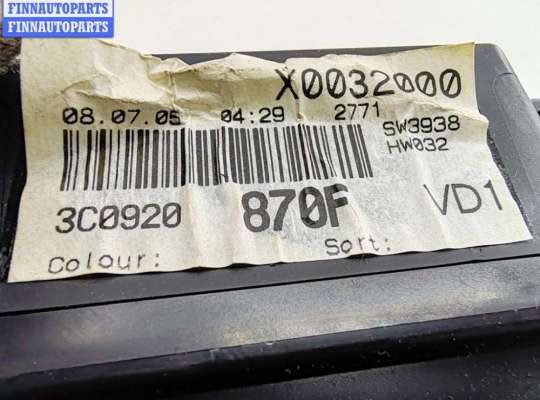 FINNAUTOPARTS
FINNAUTOPARTS
X0032000
08.07.05 04:29 2771
SW3938
HW032
3C0920 870F VD1
Colour: Sort: